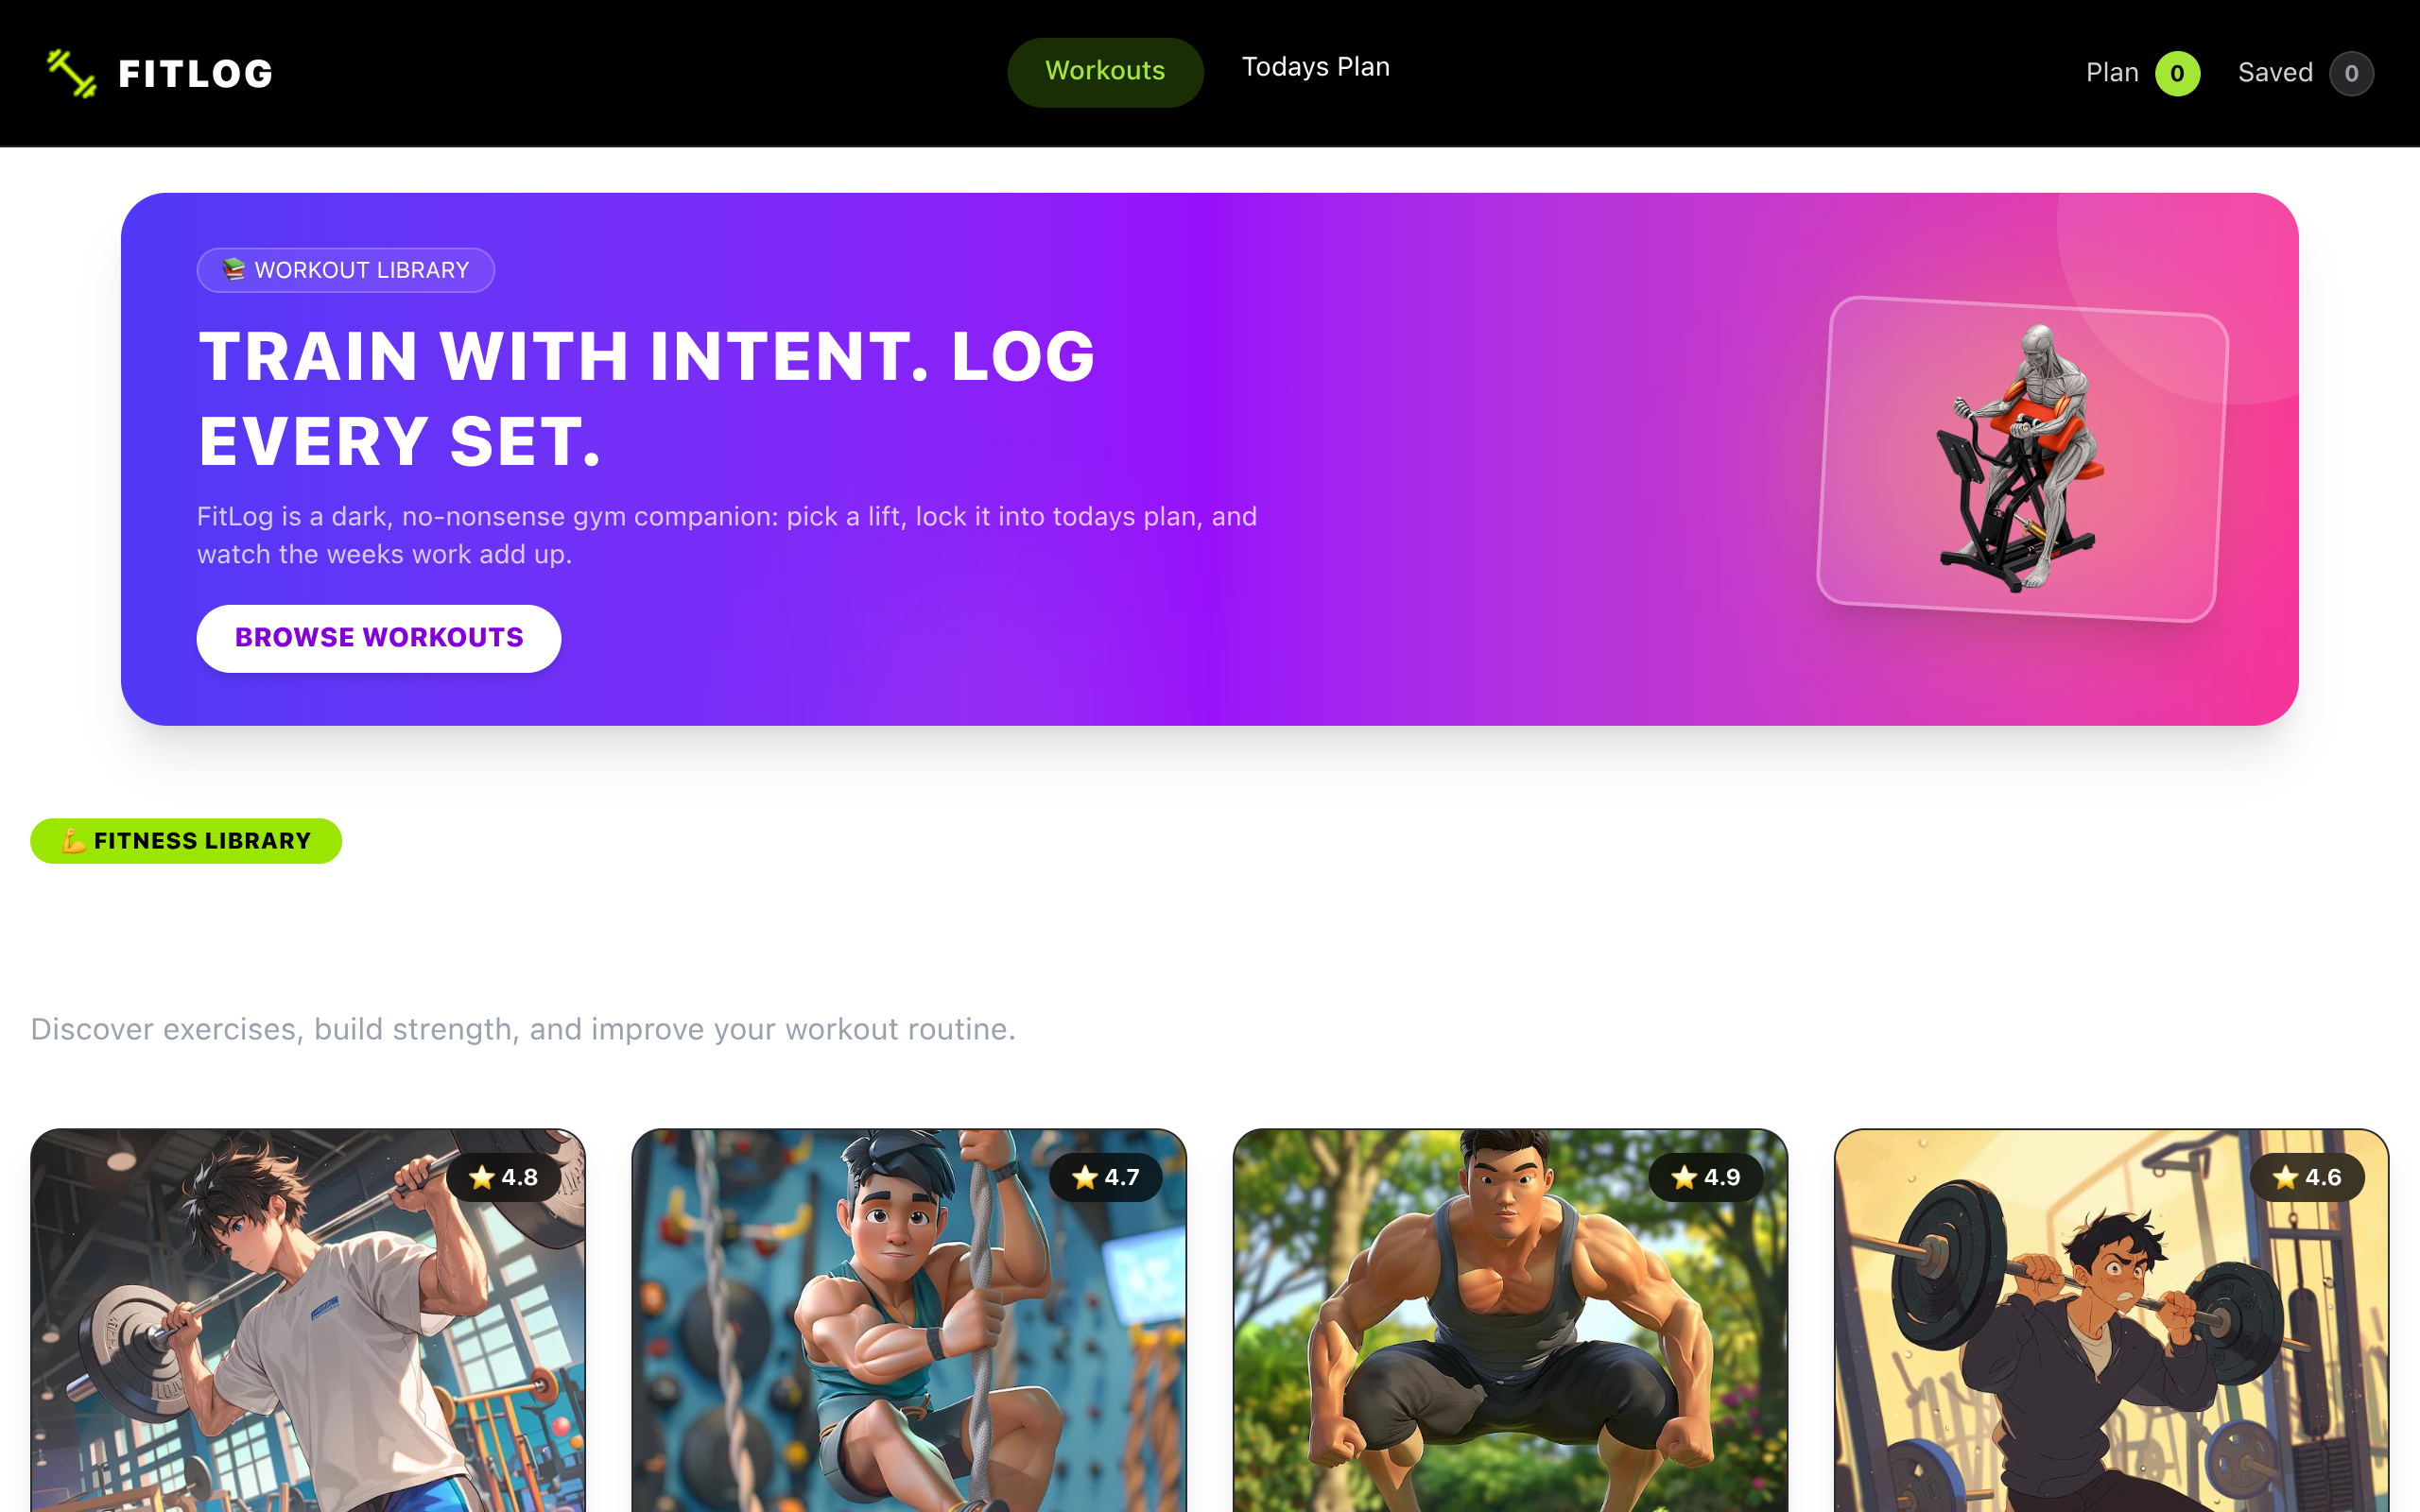 FITLOG
Workouts
Todays Plan
Plan 0
Saved 0
📚 WORKOUT LIBRARY
TRAIN WITH INTENT. LOG
EVERY SET.
FitLog is a dark, no-nonsense gym companion: pick a lift, lock it into todays plan, and
watch the weeks work add up.
BROWSE WORKOUTS
💪 FITNESS LIBRARY
Discover exercises, build strength, and improve your workout routine.
⭐ 4.8
⭐ 4.7
⭐ 4.9
⭐ 4.6